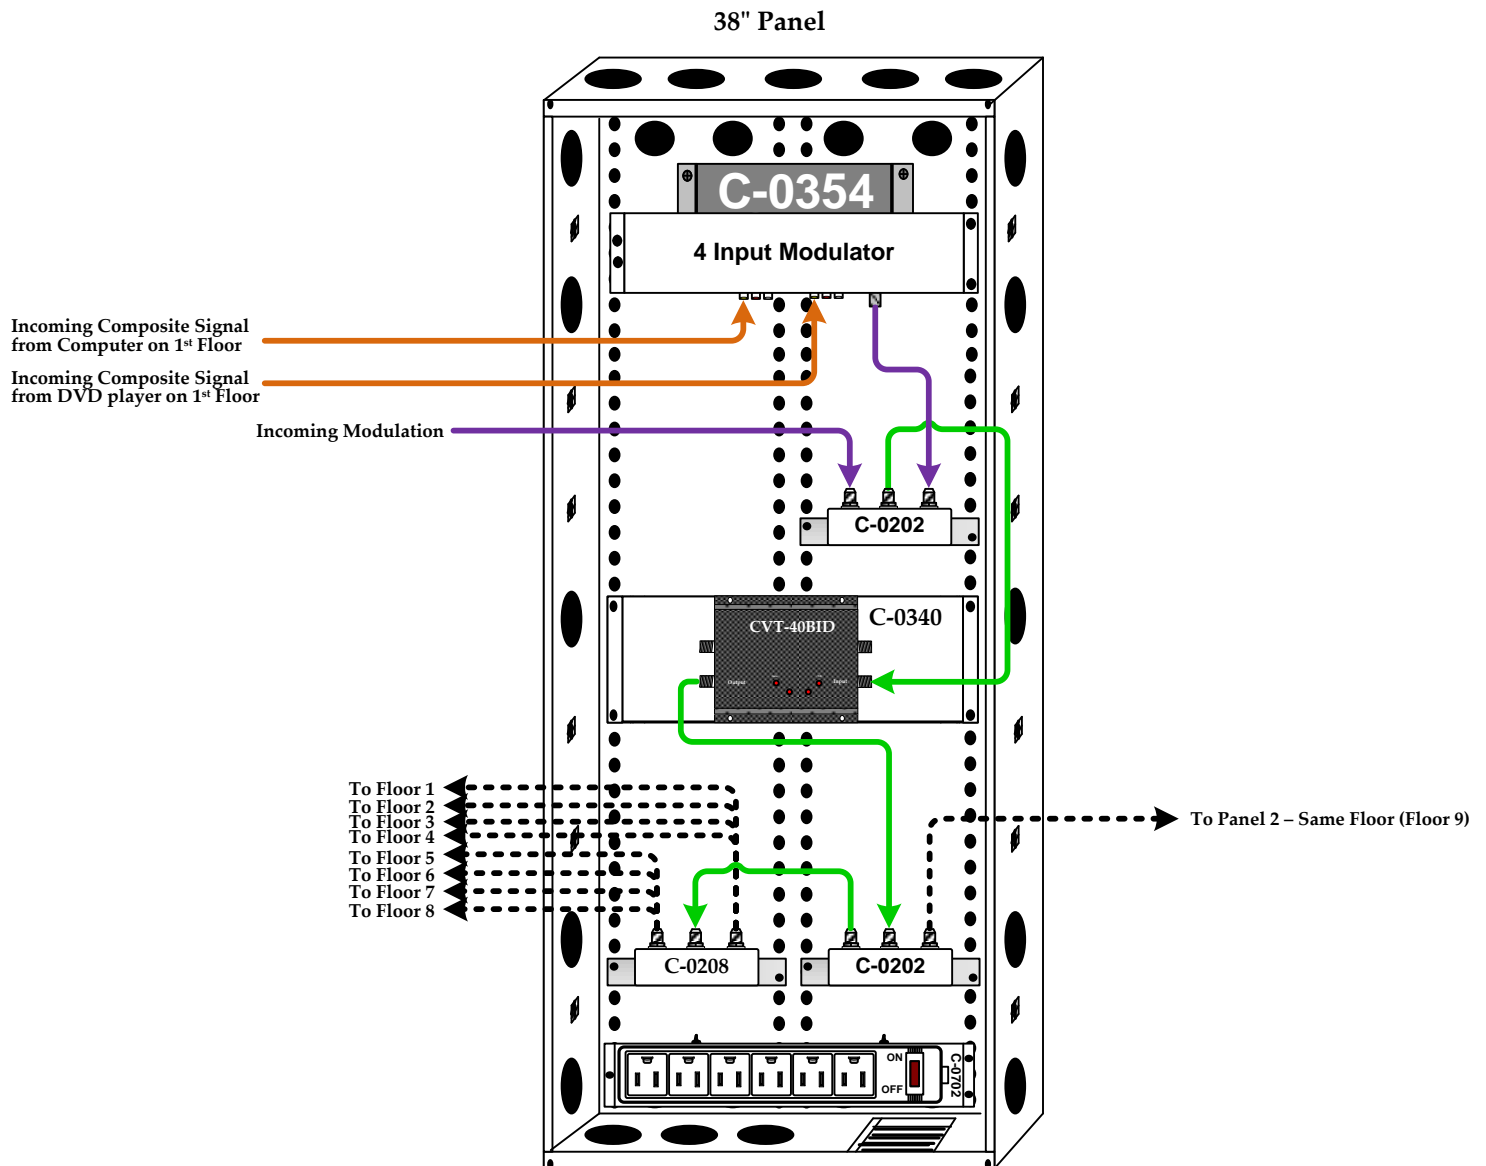 38" Panel
C-0354
4 Input Modulator
Incoming Composite Signal
from Computer on 1st Floor
Incoming Composite Signal
from DVD player on 1st Floor
Incoming Modulation
C-0202
CVT-40BID
C-0340
Output
Input
To Floor 1
To Floor 2
To Floor 3
To Floor 4
To Floor 5
To Floor 6
To Floor 7
To Floor 8
To Panel 2 – Same Floor (Floor 9)
C-0208
C-0202
ON
OFF
C-0702